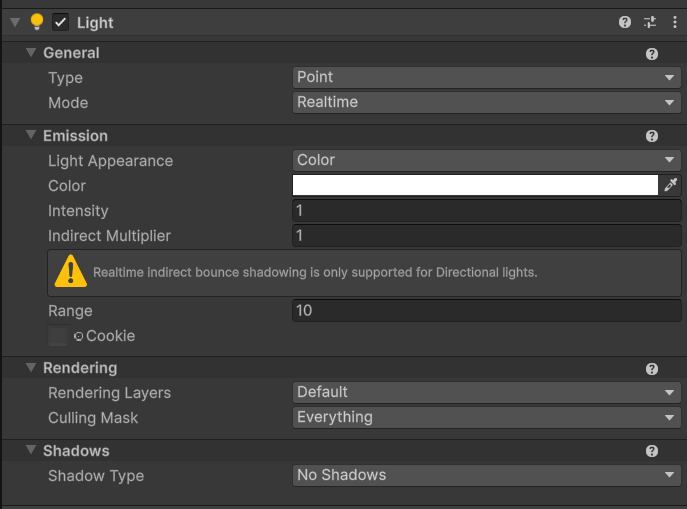 Light
General
Type Point
Mode Realtime
Emission
Light Appearance Color
Color
Intensity 1
Indirect Multiplier 1
Realtime indirect bounce shadowing is only supported for Directional lights.
Range 10
Cookie
Rendering
Rendering Layers Default
Culling Mask Everything
Shadows
Shadow Type No Shadows